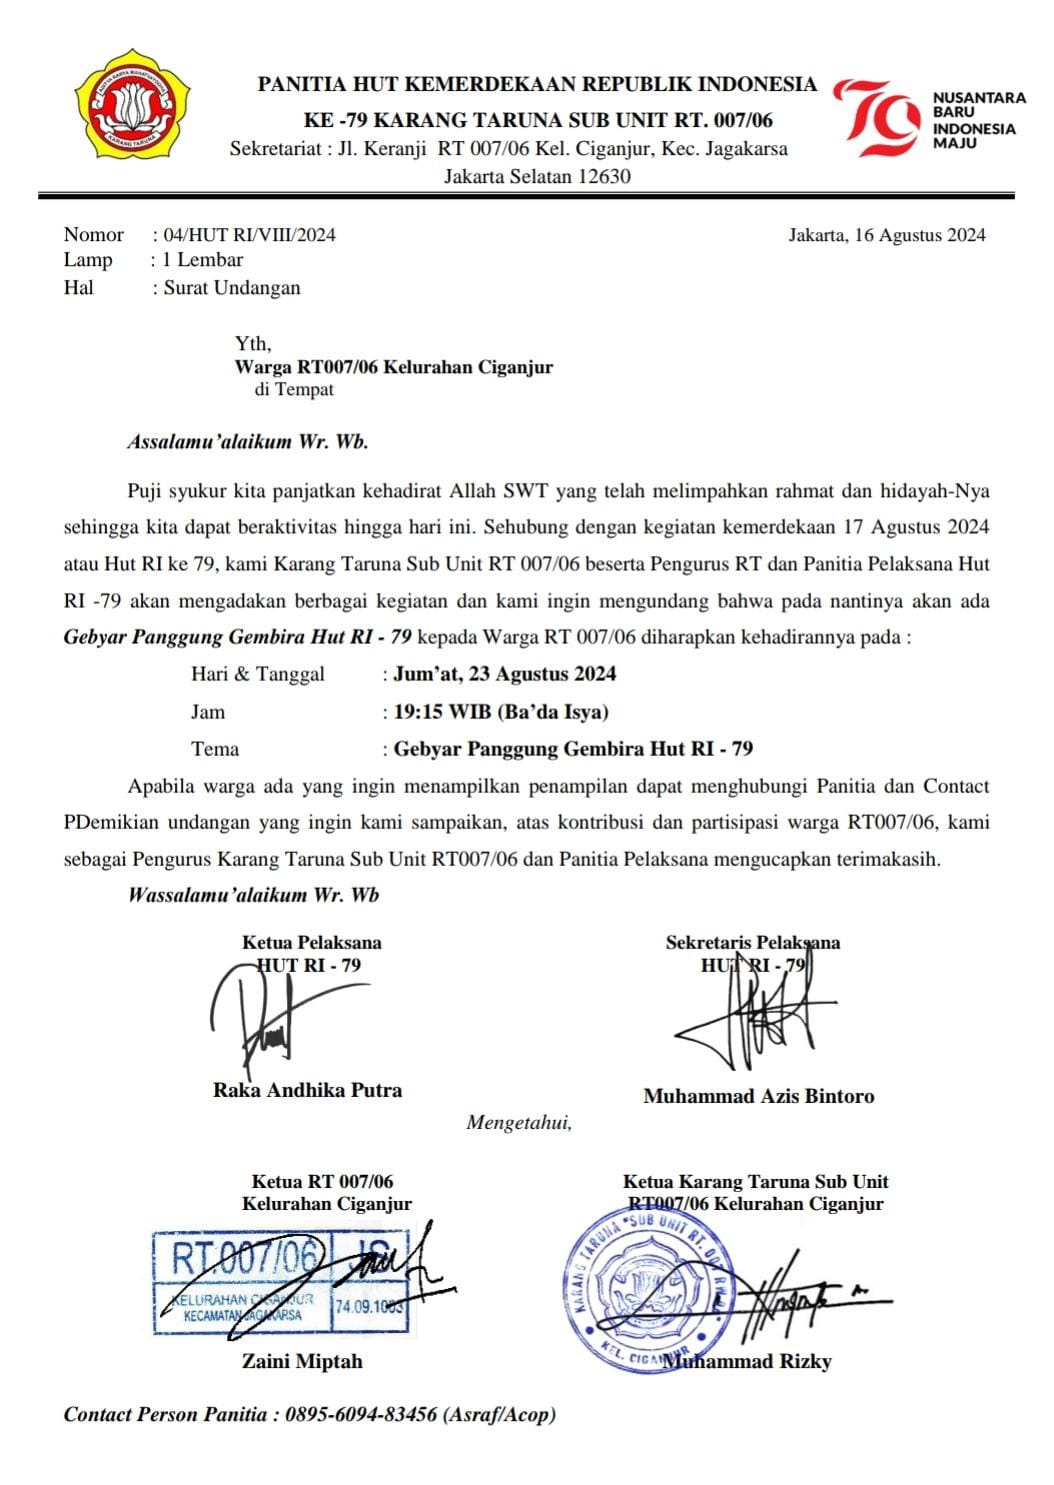 PANITIA HUT KEMERDEKAAN REPUBLIK INDONESIA
KE -79 KARANG TARUNA SUB UNIT RT. 007/06
Sekretariat : Jl. Keranji RT 007/06 Kel. Ciganjur, Kec. Jagakarsa
Jakarta Selatan 12630
ADITYA KARYA MAHATVA YODHA
KARANG TARUNA
79
NUSANTARA
BARU
INDONESIA
MAJU
Nomor : 04/HUT RI/VIII/2024
Jakarta, 16 Agustus 2024
Lamp : 1 Lembar
Hal : Surat Undangan
Yth,
Warga RT007/06 Kelurahan Ciganjur
di Tempat
Assalamu’alaikum Wr. Wb.
Puji syukur kita panjatkan kehadirat Allah SWT yang telah melimpahkan rahmat dan hidayah-Nya
sehingga kita dapat beraktivitas hingga hari ini. Sehubung dengan kegiatan kemerdekaan 17 Agustus 2024
atau Hut RI ke 79, kami Karang Taruna Sub Unit RT 007/06 beserta Pengurus RT dan Panitia Pelaksana Hut
RI -79 akan mengadakan berbagai kegiatan dan kami ingin mengundang bahwa pada nantinya akan ada
Gebyar Panggung Gembira Hut RI - 79 kepada Warga RT 007/06 diharapkan kehadirannya pada :
Hari & Tanggal : Jum’at, 23 Agustus 2024
Jam : 19:15 WIB (Ba’da Isya)
Tema : Gebyar Panggung Gembira Hut RI - 79
Apabila warga ada yang ingin menampilkan penampilan dapat menghubungi Panitia dan Contact
PDemikian undangan yang ingin kami sampaikan, atas kontribusi dan partisipasi warga RT007/06, kami
sebagai Pengurus Karang Taruna Sub Unit RT007/06 dan Panitia Pelaksana mengucapkan terimakasih.
Wassalamu’alaikum Wr. Wb
Ketua Pelaksana
HUT RI - 79
Raka Andhika Putra
Sekretaris Pelaksana
HUT RI - 79
Muhammad Azis Bintoro
Mengetahui,
Ketua RT 007/06
Kelurahan Ciganjur
RT.007/06 JS
KELURAHAN CIGANJUR
KECAMATAN JAGAKARSA
74.09.1003
Zaini Miptah
Ketua Karang Taruna Sub Unit
RT007/06 Kelurahan Ciganjur
KARANG TARUNA "SUB UNIT RT. 007
KEL. CIGANJUR
Muhammad Rizky
Contact Person Panitia : 0895-6094-83456 (Asraf/Acop)